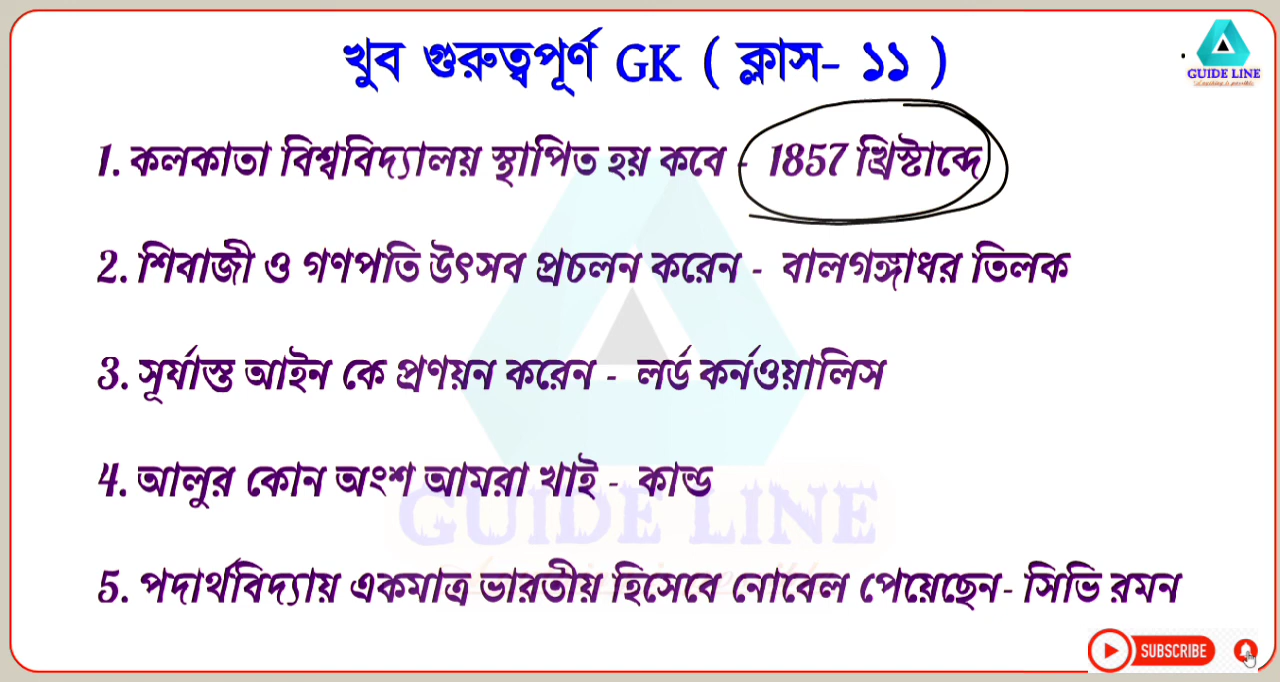 খুব গুরুত্বপূর্ণ GK ( ক্লাস- ১১ )
GUIDE LINE
1. কলকাতা বিশ্ববিদ্যালয় স্থাপিত হয় কবে - 1857 খ্রিস্টাব্দে
2. শিবাজী ও গণপতি উৎসব প্রচলন করেন - বালগঙ্গাধর তিলক
3. সূর্যাস্ত আইন কে প্রণয়ন করেন - লর্ড কর্নওয়ালিস
4. আলুর কোন অংশ আমরা খাই - কান্ড
GUIDE LINE
5. পদার্থবিদ্যায় একমাত্র ভারতীয় হিসেবে নোবেল পেয়েছেন- সিভি রমন
SUBSCRIBE